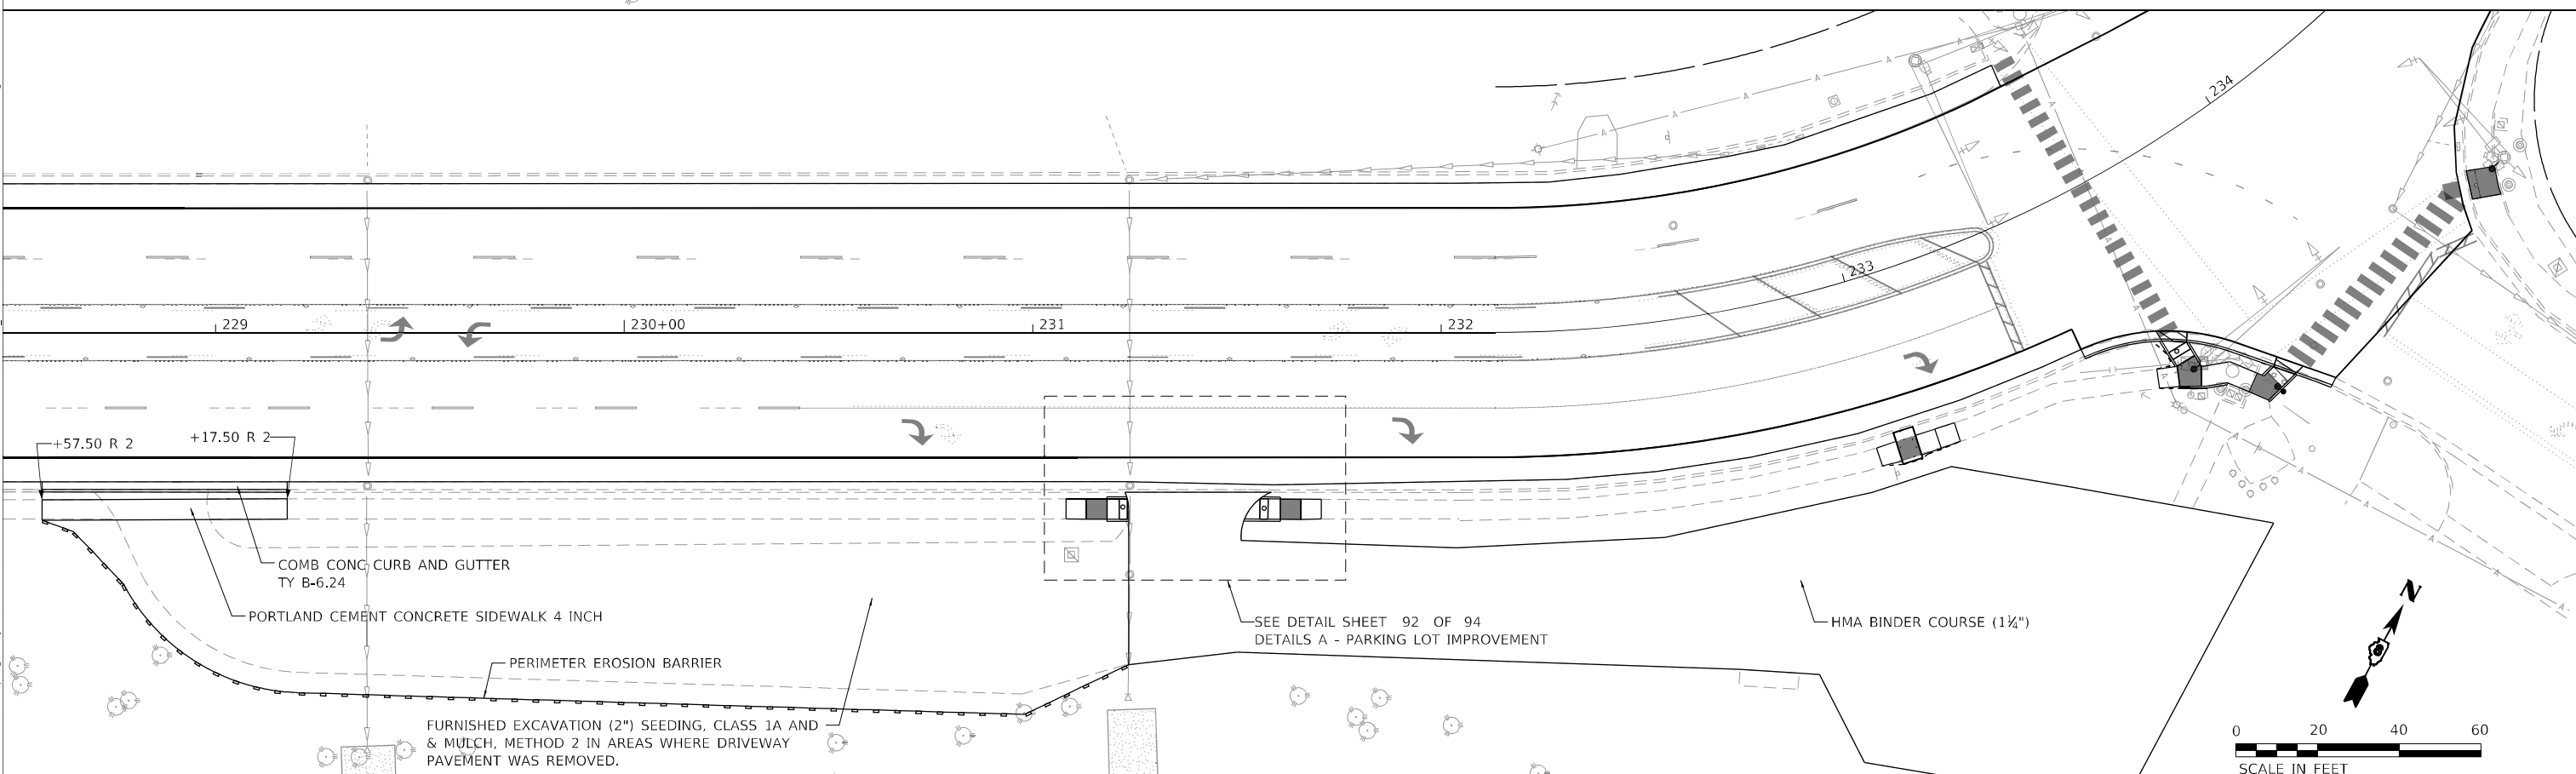 234
233
229
230+00
231
232
+57.50 R 2
+17.50 R 2
COMB CONC CURB AND GUTTER
TY B-6.24
PORTLAND CEMENT CONCRETE SIDEWALK 4 INCH
SEE DETAIL SHEET 92 OF 94
DETAILS A - PARKING LOT IMPROVEMENT
HMA BINDER COURSE (1¼")
PERIMETER EROSION BARRIER
FURNISHED EXCAVATION (2") SEEDING, CLASS 1A AND
& MULCH, METHOD 2 IN AREAS WHERE DRIVEWAY
PAVEMENT WAS REMOVED.
N
0 20 40 60
SCALE IN FEET